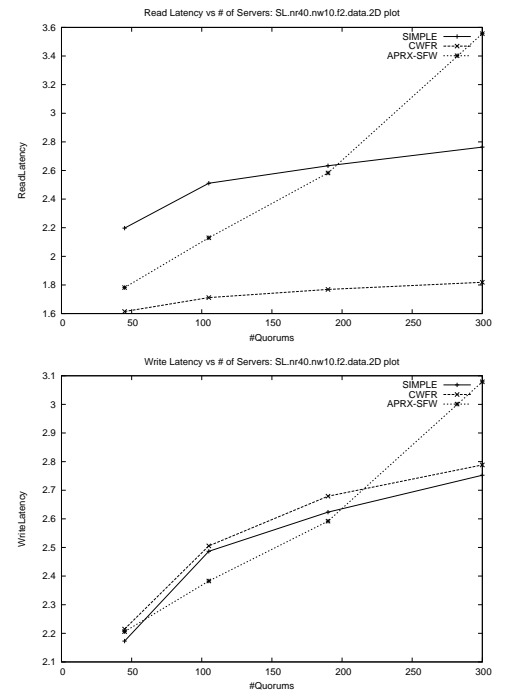 Read Latency vs # of Servers: SL.nr40.nw10.f2.data.2D plot
3.6
3.4
3.2
3
2.8
2.6
2.4
2.2
2
1.8
1.6
ReadLatency
SIMPLE
CWFR
APRX-SFW
0 50 100 150 200 250 300
#Quorums
Write Latency vs # of Servers: SL.nr40.nw10.f2.data.2D plot
3.1
3
2.9
2.8
2.7
2.6
2.5
2.4
2.3
2.2
2.1
WriteLatency
SIMPLE
CWFR
APRX-SFW
0 50 100 150 200 250 300
#Quorums